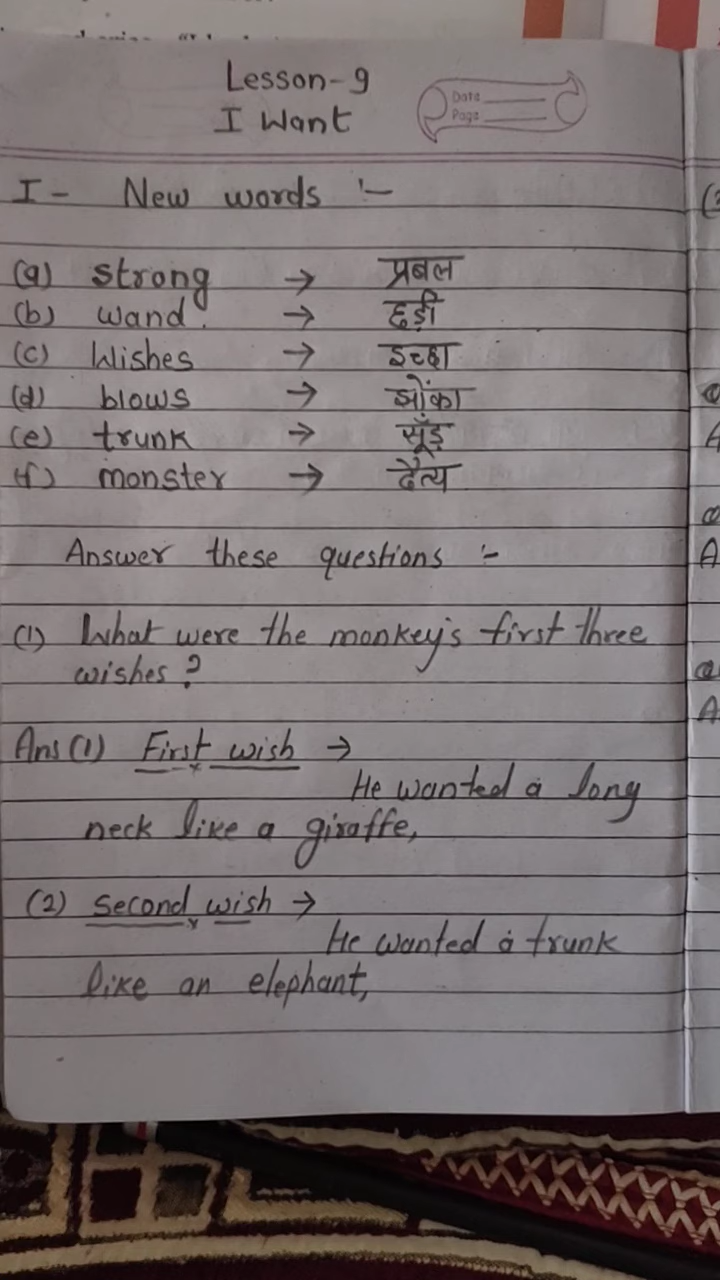 Lesson-9
I Want
Date
Page
I- New words :-
(a) strong → प्रबल
(b) wand. → छड़ी
(c) Wishes → इच्छा
(d) blows → झोंका
(e) trunk → सूँड़
(f) monster → दैत्य
Answer these questions :-
(1) What were the monkey's first three
wishes?
Ans (1) First wish →
He wanted a long
neck like a giraffe,
(2) second wish →
He wanted a trunk
like an elephant,